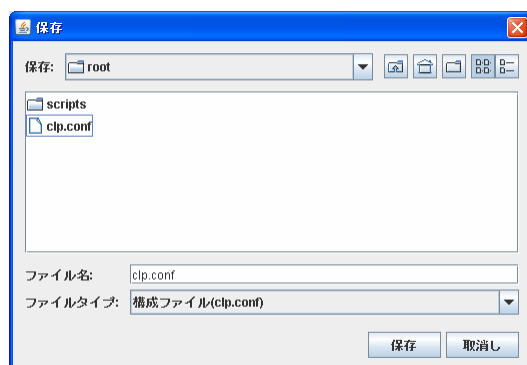 保存
保存: root
scripts
clp.conf
ファイル名: clp.conf
ファイルタイプ: 構成ファイル(clp.conf)
保存 取消し